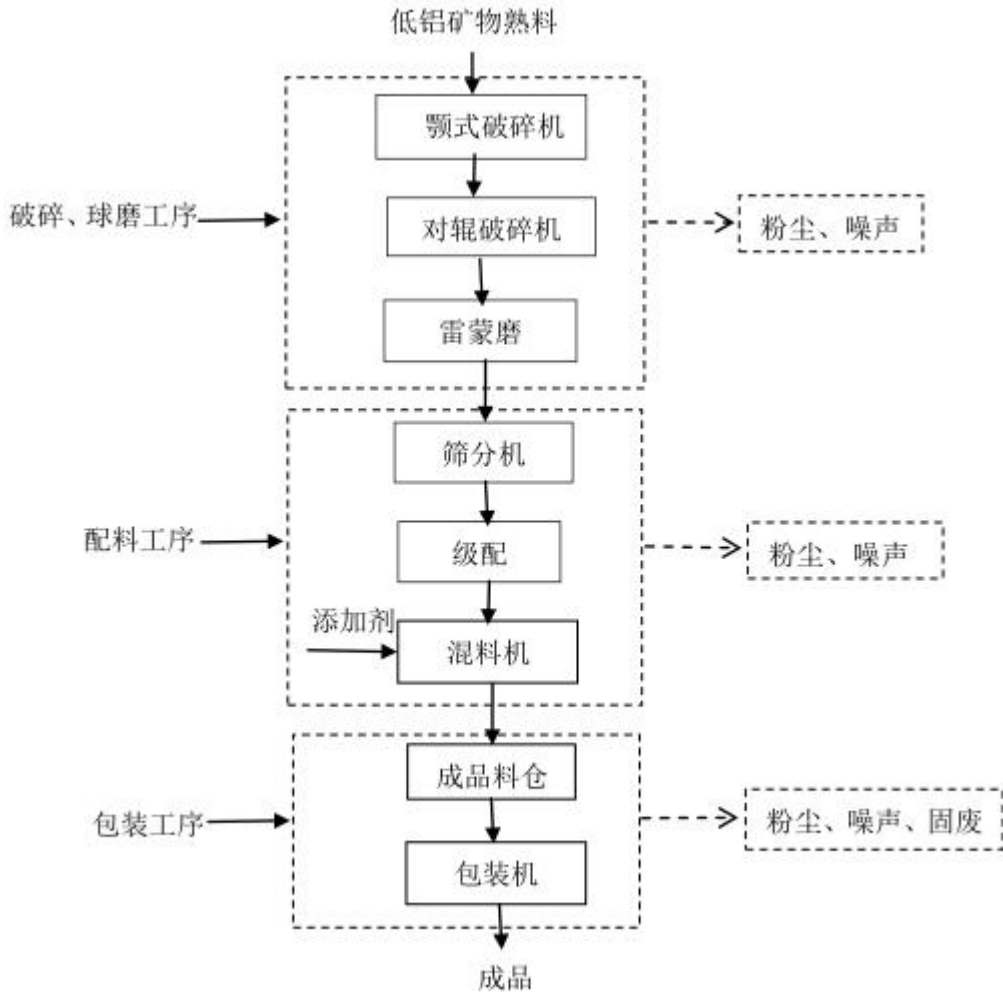 低铝矿物熟料
颚式破碎机
破碎、球磨工序
对辊破碎机
粉尘、噪声
雷蒙磨
筛分机
配料工序
级配
粉尘、噪声
添加剂
混料机
成品料仓
包装工序
粉尘、噪声、固废
包装机
成品